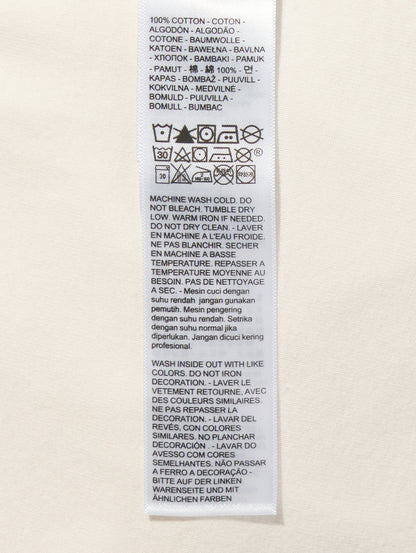 100% COTTON - COTON -
ALGODÓN - ALGODÃO -
COTONE - BAUMWOLLE -
KATOEN - BAWEŁNA - BAVLNA
- ХЛОПОК - BAMBAKI - PAMUK
- PAMUT - 棉 - 綿 100% - 면 -
KAPAS - BOMBAŽ - PUUVILL -
KOKVILNA - MEDVILNĖ -
BOMULD - PUUVILLA -
BOMULL - BUMBAC
30 ®
30
MACHINE WASH COLD. DO
NOT BLEACH. TUMBLE DRY
LOW. WARM IRON IF NEEDED.
DO NOT DRY CLEAN. - LAVER
EN MACHINE A L'EAU FROIDE.
NE PAS BLANCHIR. SECHER
EN MACHINE A BASSE
TEMPERATURE. REPASSER A
TEMPERATURE MOYENNE AU
BESOIN. PAS DE NETTOYAGE
A SEC. - Mesin cuci dengan
suhu rendah jangan gunakan
pemutih. Mesin pengering
dengan suhu rendah. Setrika
dengan suhu normal jika
diperlukan. Jangan dicuci kering
profesional.
WASH INSIDE OUT WITH LIKE
COLORS. DO NOT IRON
DECORATION. - LAVER LE
VETEMENT RETOURNE, AVEC
DES COULEURS SIMILAIRES.
NE PAS REPASSER LA
DECORATION. - LAVAR DEL
REVÉS, CON COLORES
SIMILARES. NO PLANCHAR
DECORACIÓN . - LAVAR DO
AVESSO COM CORES
SEMELHANTES. NÃO PASSAR
A FERRO A DECORAÇÃO -
BITTE AUF DER LINKEN
WARENSEITE UND MIT
ÄHNLICHEN FARBEN